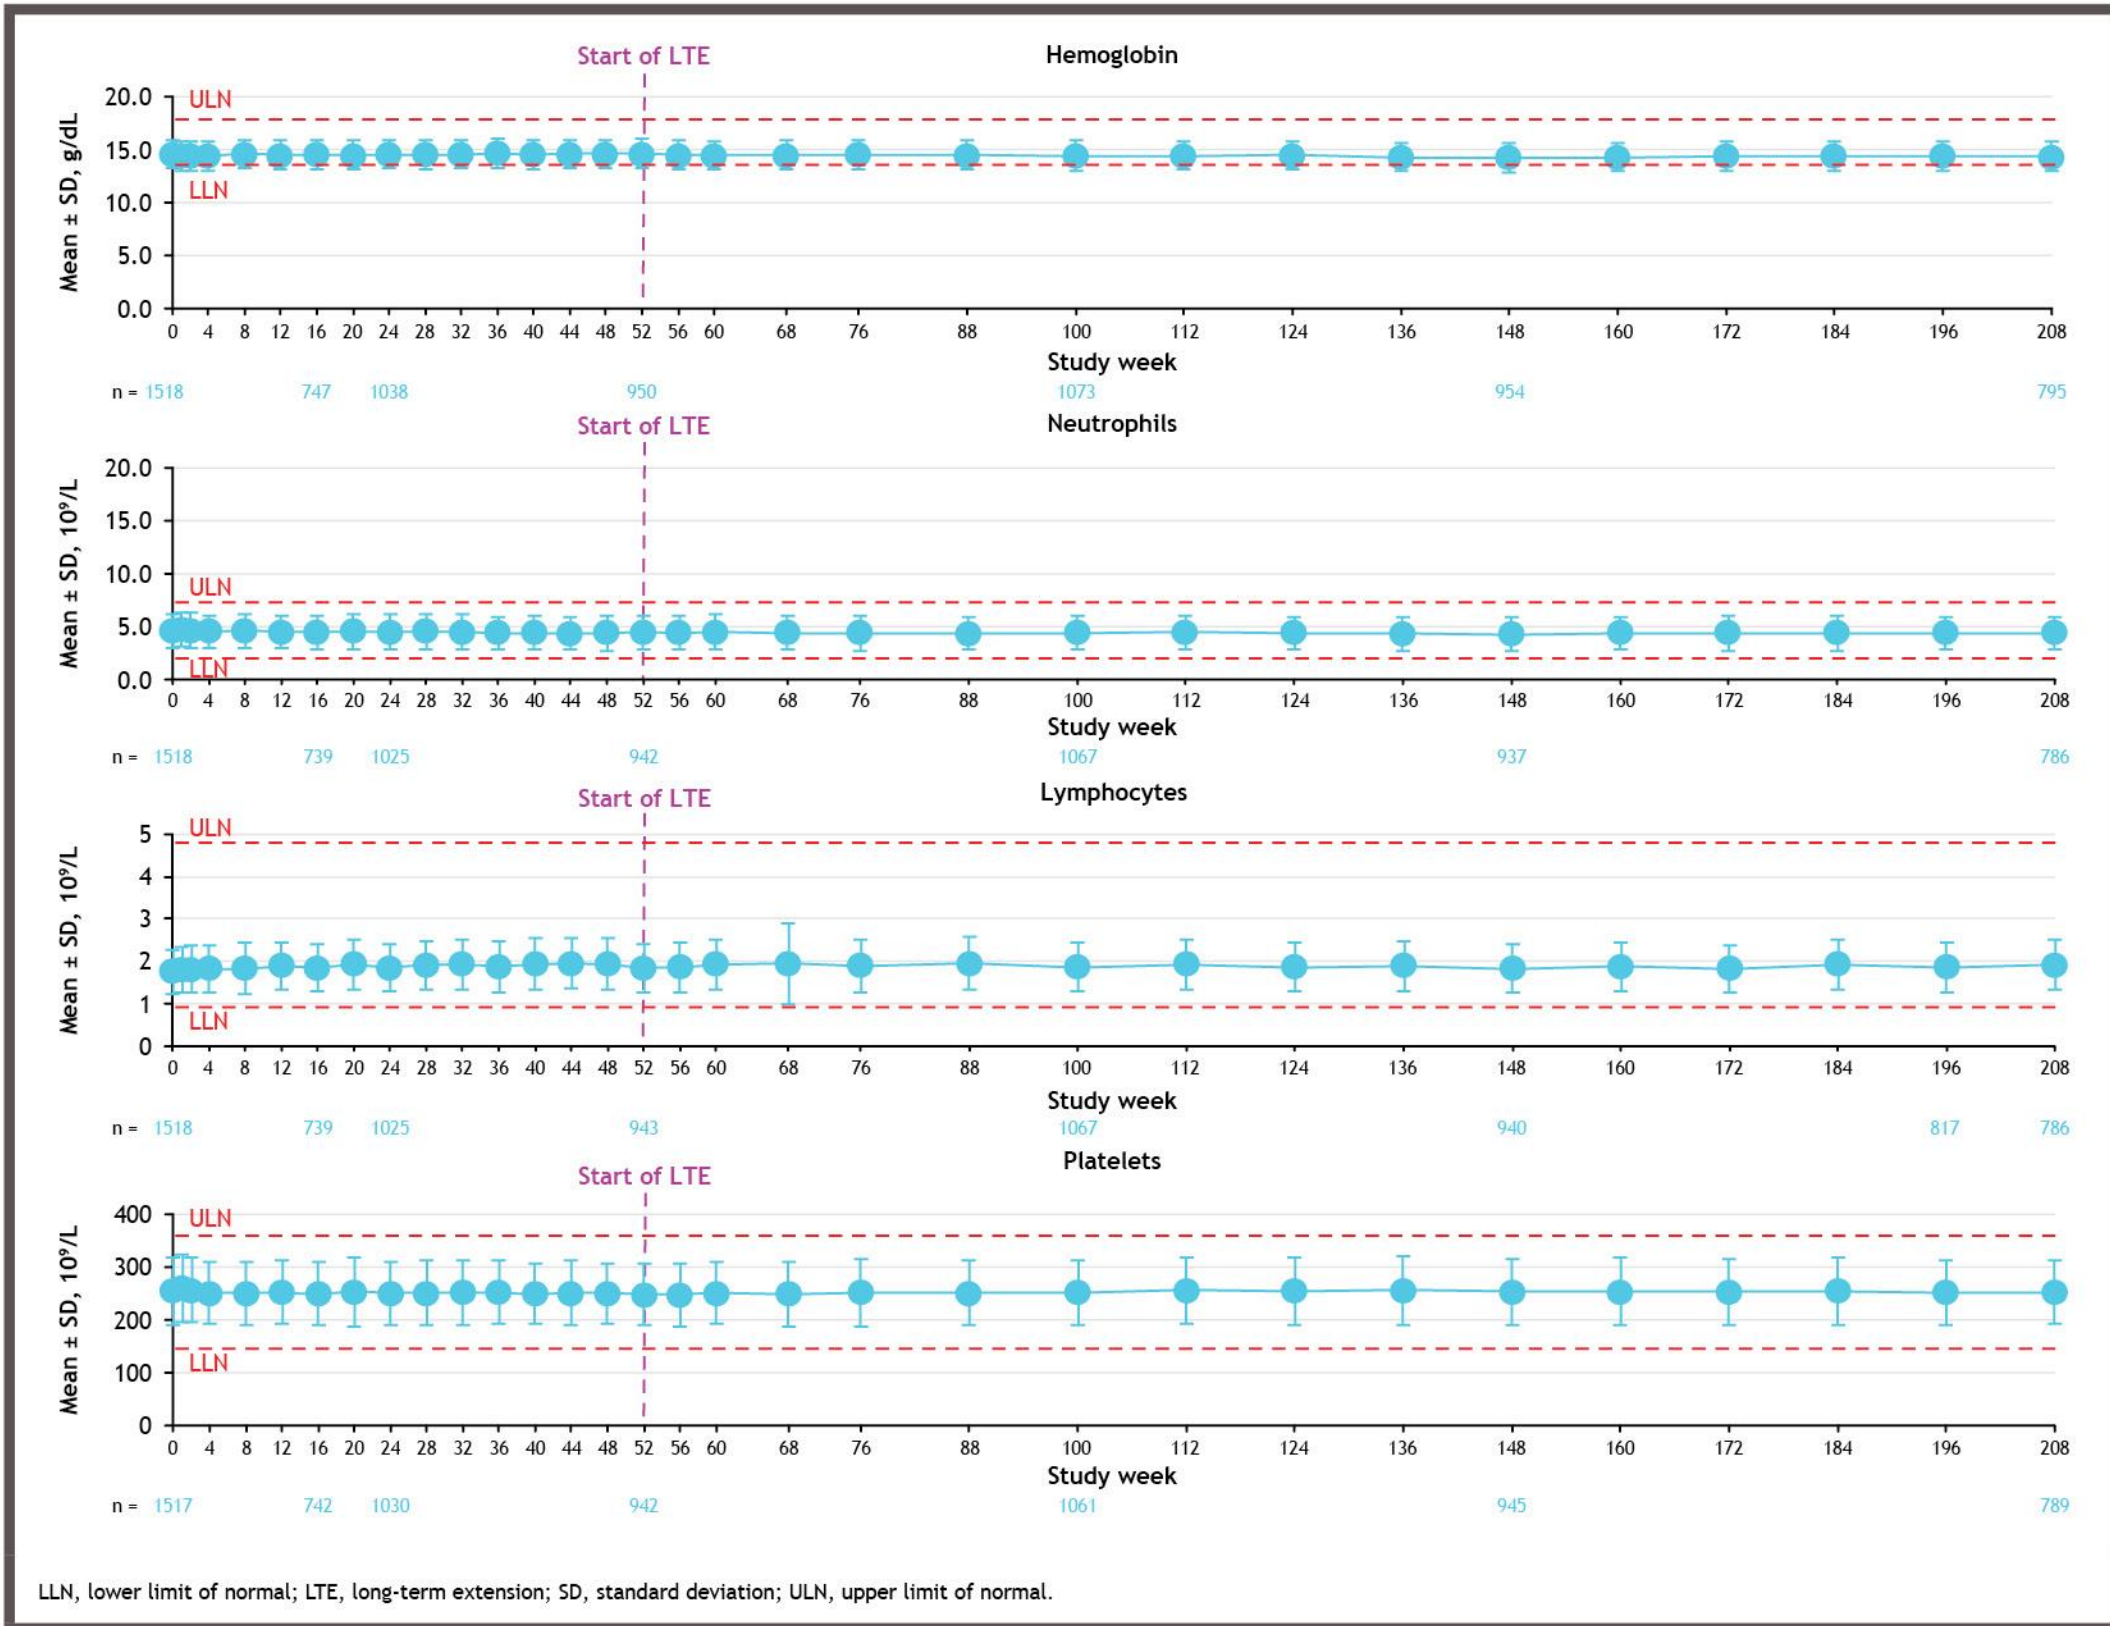 Start of LTE
Hemoglobin
Mean ± SD, g/dL
20.0
15.0
10.0
5.0
0.0
ULN
LLN
0 4 8 12 16 20 24 28 32 36 40 44 48 52 56 60 68 76 88 100 112 124 136 148 160 172 184 196 208
Study week
n = 1518 747 1038 950 1073 954 795
Start of LTE
Neutrophils
Mean ± SD, 10⁹/L
20.0
15.0
10.0
5.0
0.0
ULN
LLN
0 4 8 12 16 20 24 28 32 36 40 44 48 52 56 60 68 76 88 100 112 124 136 148 160 172 184 196 208
Study week
n = 1518 739 1025 942 1067 937 786
Start of LTE
Lymphocytes
Mean ± SD, 10⁹/L
5
4
3
2
1
0
ULN
LLN
0 4 8 12 16 20 24 28 32 36 40 44 48 52 56 60 68 76 88 100 112 124 136 148 160 172 184 196 208
Study week
n = 1518 739 1025 943 1067 940 817 786
Start of LTE
Platelets
Mean ± SD, 10⁹/L
400
300
200
100
0
ULN
LLN
0 4 8 12 16 20 24 28 32 36 40 44 48 52 56 60 68 76 88 100 112 124 136 148 160 172 184 196 208
Study week
n = 1517 742 1030 942 1061 945 789
LLN, lower limit of normal; LTE, long-term extension; SD, standard deviation; ULN, upper limit of normal.